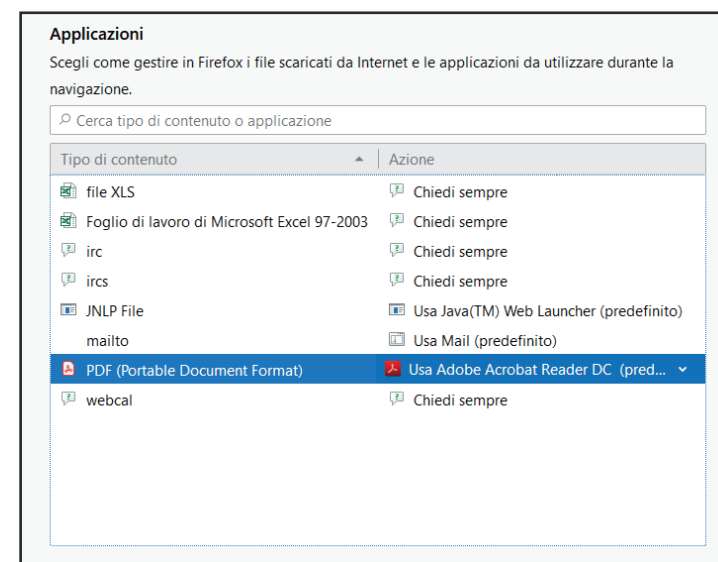 Applicazioni
Scegli come gestire in Firefox i file scaricati da Internet e le applicazioni da utilizzare durante la
navigazione.
Cerca tipo di contenuto o applicazione
Tipo di contenuto Azione
file XLS Chiedi sempre
Foglio di lavoro di Microsoft Excel 97-2003 Chiedi sempre
irc Chiedi sempre
ircs Chiedi sempre
JNLP File Usa Java(TM) Web Launcher (predefinito)
mailto Usa Mail (predefinito)
PDF (Portable Document Format) Usa Adobe Acrobat Reader DC (pred...
webcal Chiedi sempre